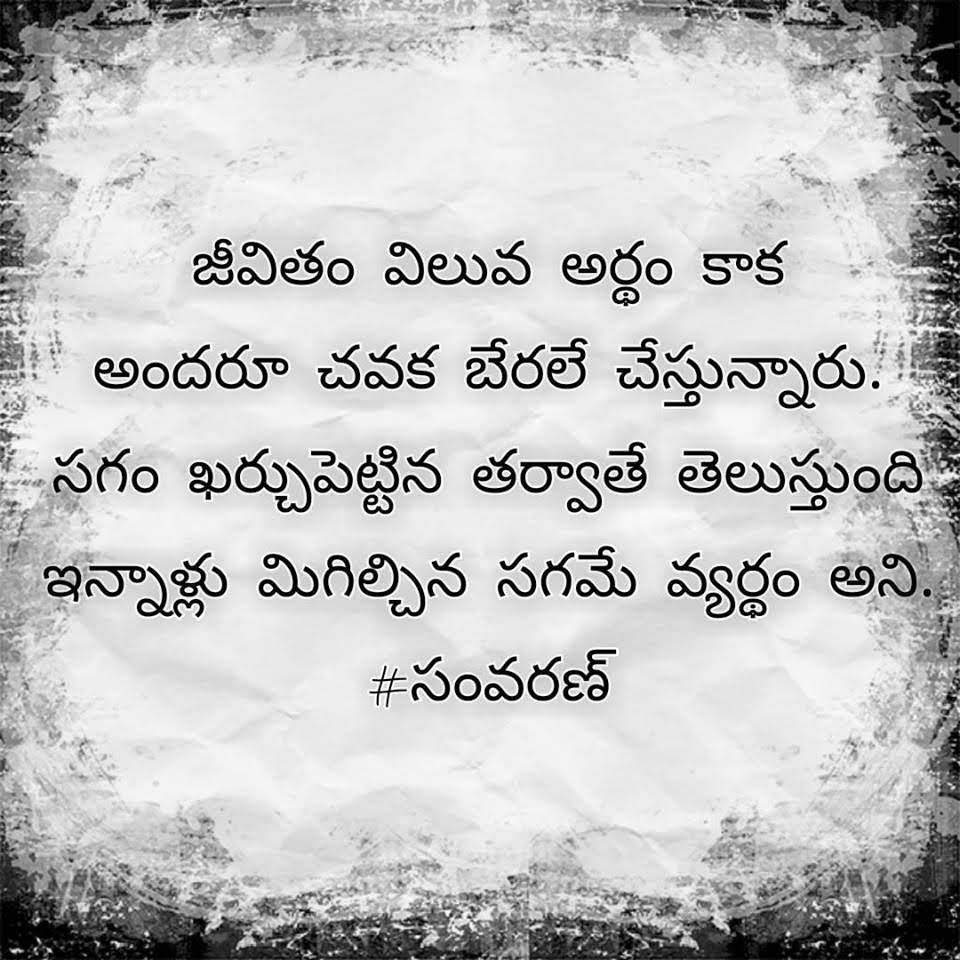 జీవితం విలువ అర్థం కాక
అందరూ చవక బేరలే చేస్తున్నారు.
సగం ఖర్చుపెట్టిన తర్వాతే తెలుస్తుంది
ఇన్నాళ్లు మిగిల్చిన సగమే వ్యర్థం అని.
#సంవరణ్